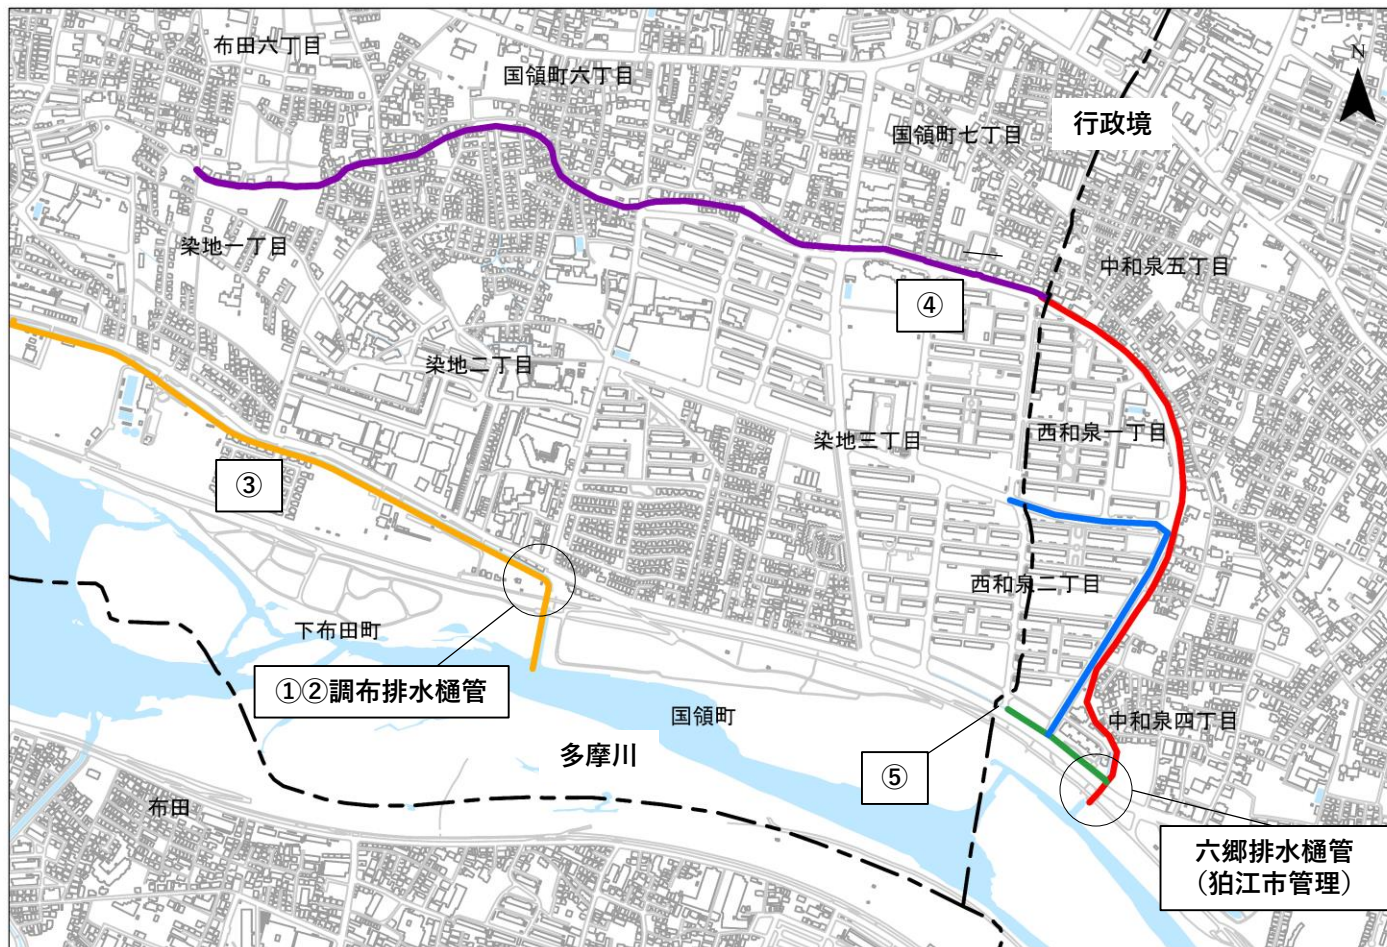 布田六丁目
国領町六丁目
N
行政境
国領町七丁目
染地一丁目
中和泉五丁目
④
染地二丁目
染地三丁目
西和泉一丁目
③
西和泉二丁目
下布田町
①②調布排水樋管
国領町
中和泉四丁目
多摩川
⑤
布田
六郷排水樋管
（狛江市管理）